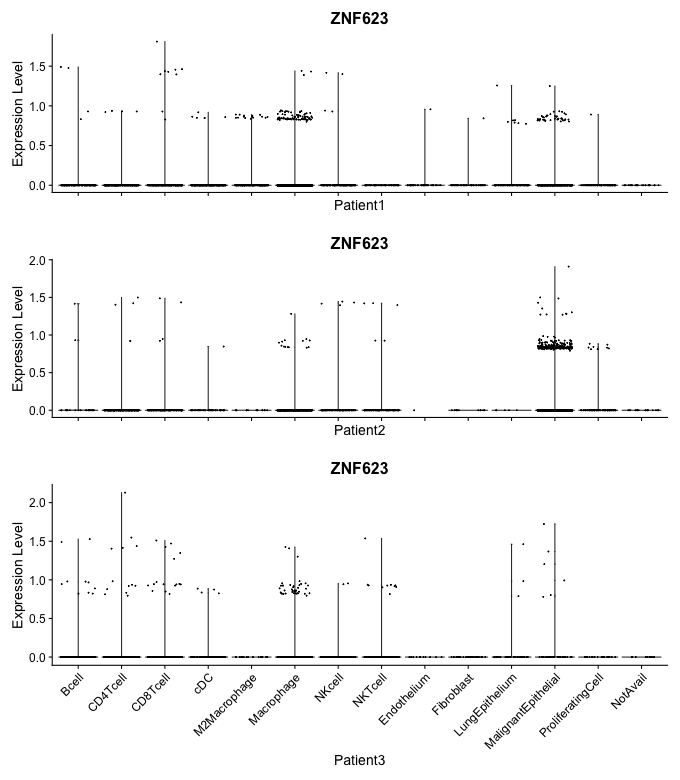 ZNF623
Expression Level
1.5
1.0
0.5
0.0
Patient1
ZNF623
Expression Level
2.0
1.5
1.0
0.5
0.0
Patient2
ZNF623
Expression Level
2.0
1.5
1.0
0.5
0.0
Bcell
CD4Tcell
CD8Tcell
cDC
M2Macrophage
Macrophage
NKcell
NKTcell
Endothelium
Fibroblast
LungEpithelium
MalignantEpithelial
ProliferatingCell
NotAvail
Patient3